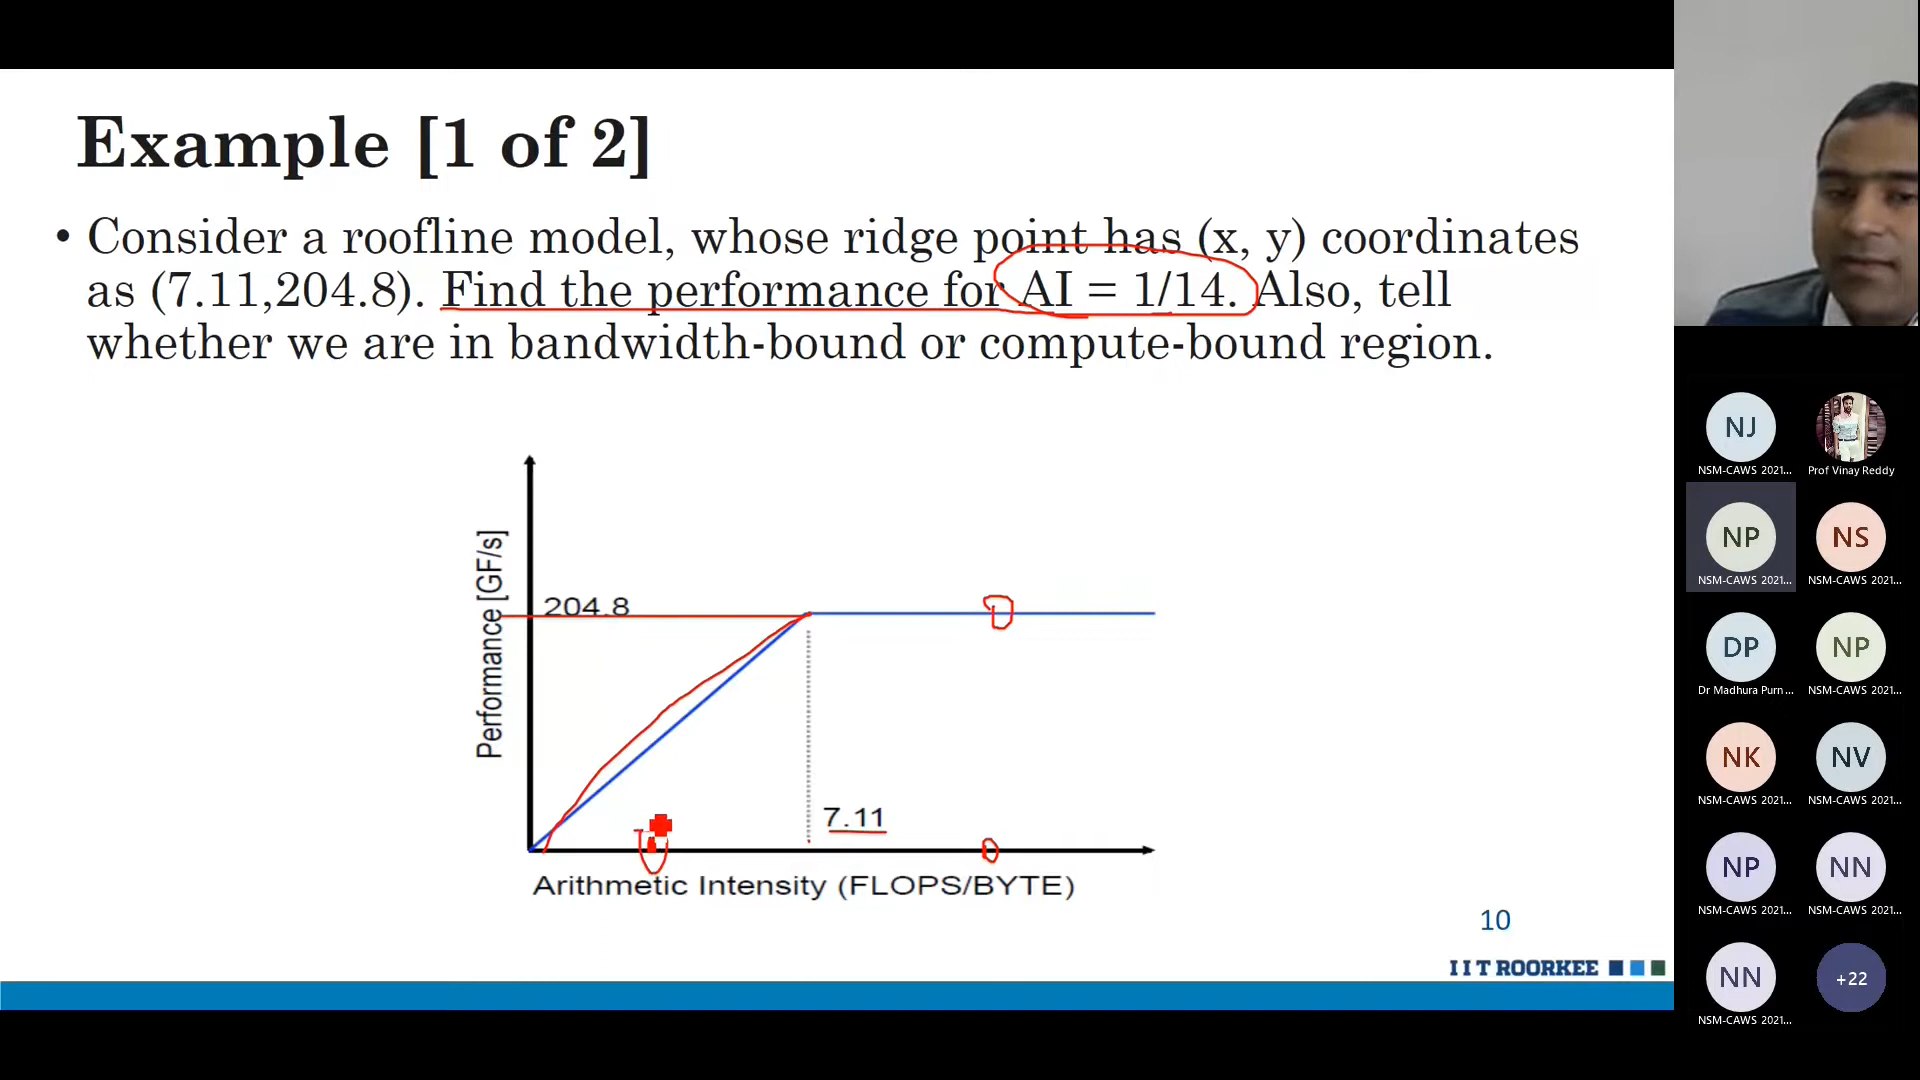 Example [1 of 2]
• Consider a roofline model, whose ridge point has (x, y) coordinates
as (7.11,204.8). Find the performance for AI = 1/14. Also, tell
whether we are in bandwidth-bound or compute-bound region.
Performance [GF/s]
204.8
7.11
Arithmetic Intensity (FLOPS/BYTE)
10
IIT ROORKEE
NJ
NSM-CAWS 2021...
Prof Vinay Reddy
NP
NSM-CAWS 2021...
NS
NSM-CAWS 2021...
DP
Dr Madhura Purn...
NP
NSM-CAWS 2021...
NK
NSM-CAWS 2021...
NV
NSM-CAWS 2021...
NP
NSM-CAWS 2021...
NN
NSM-CAWS 2021...
NN
NSM-CAWS 2021...
+22